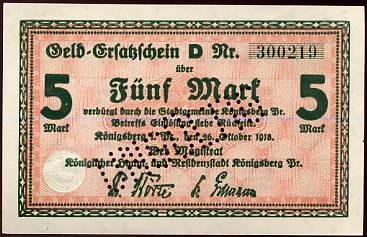 Geld-Ersatzschein D Nr. 300219
über
5 Fünf Mark 5
Mark verbürgt durch die Stadtgemeinde Königsberg Pr. Mark
Betreffs Einlösung siehe Rückseite.
Königsberg i. Pr., den 26. Oktober 1918.
Der Magistrat
Königlicher Haupt- und Residenzstadt Königsberg Pr.
Körte